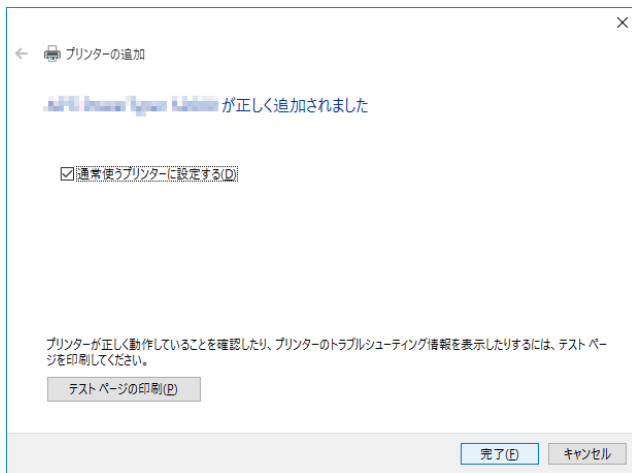 プリンターの追加
が正しく追加されました
通常使うプリンターに設定する(D)
プリンターが正しく動作していることを確認したり、プリンターのトラブルシューティング情報を表示したりするには、テスト ペー
ジを印刷してください。
テスト ページの印刷(P)
完了(F) キャンセル